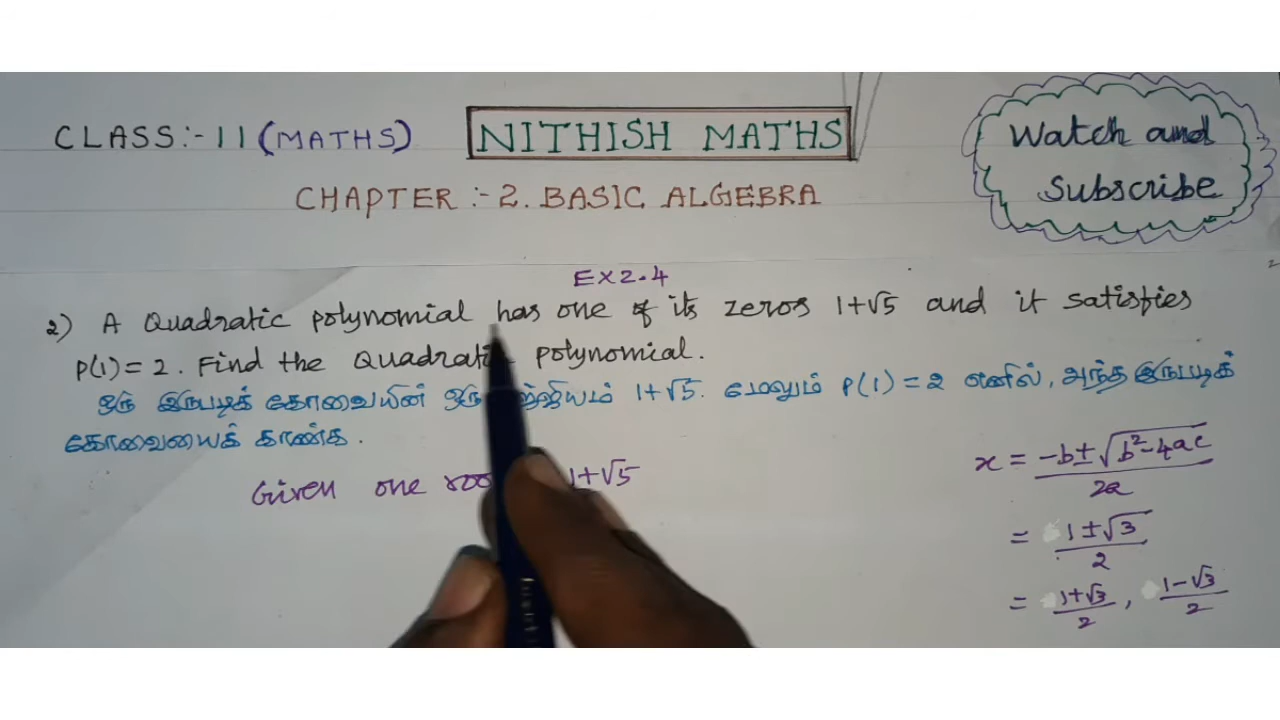 CLASS:- 11 (MATHS)
NITHISH MATHS
Watch and
Subscribe
CHAPTER :- 2. BASIC ALGEBRA
EX 2.4
2) A Quadratic polynomial has one of its zeros 1+√5 and it satisfies
P(1) = 2. Find the Quadratic polynomial.
ஒரு இருபடிக் கோவையின் ஒரு 1+√5. மேலும் P(1) = 2 எனில், அந்த இருபடிக்
கோவையைக் காண்க.
Given one 1+√5
x = -b±√b²-4ac / 2a
= 1±√3 / 2
= 1+√3 / 2, 1-√3 / 2